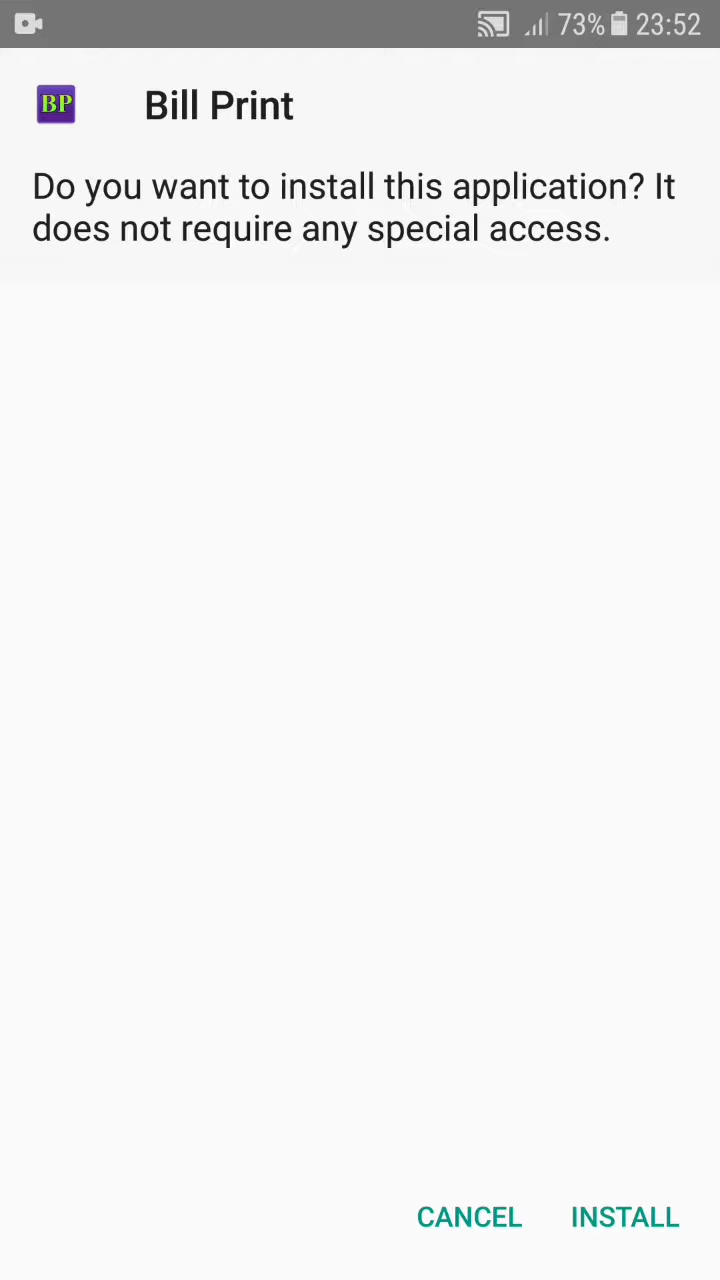 73% 23:52
BP Bill Print
Do you want to install this application? It
does not require any special access.
CANCEL INSTALL